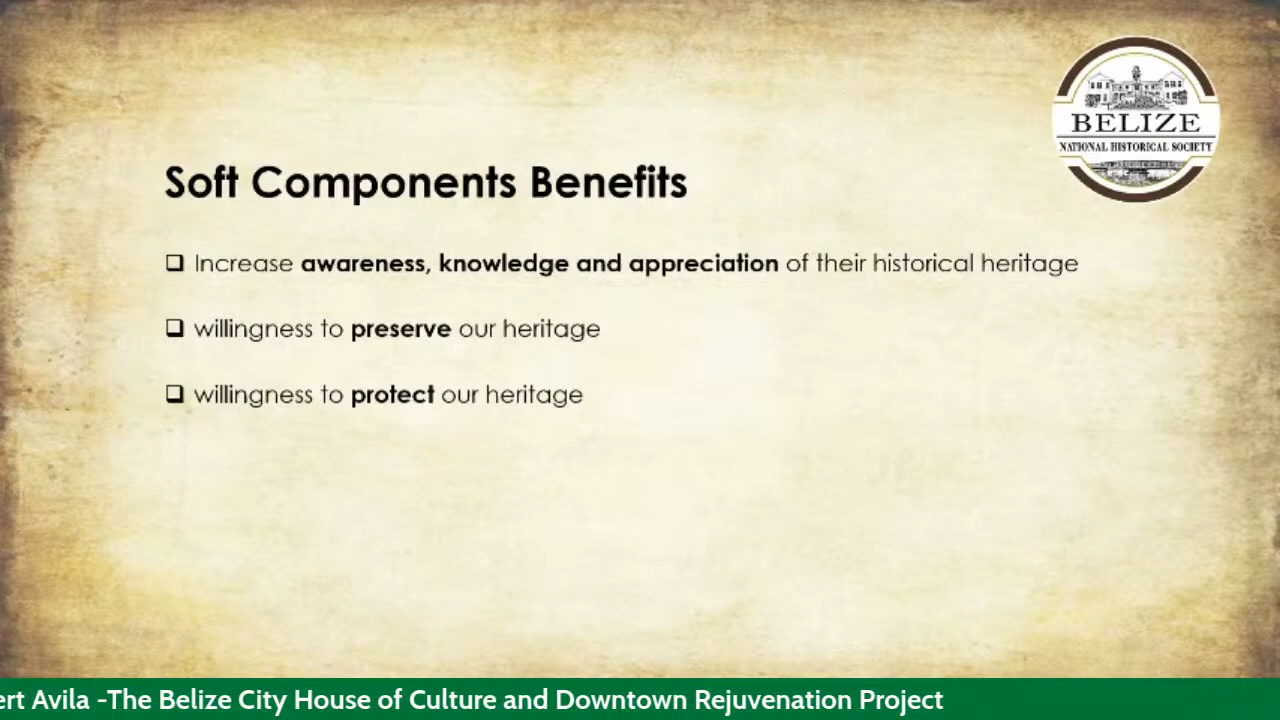 BELIZE
NATIONAL HISTORICAL SOCIETY
Soft Components Benefits
❑ Increase awareness, knowledge and appreciation of their historical heritage
❑ willingness to preserve our heritage
❑ willingness to protect our heritage
ert Avila -The Belize City House of Culture and Downtown Rejuvenation Project